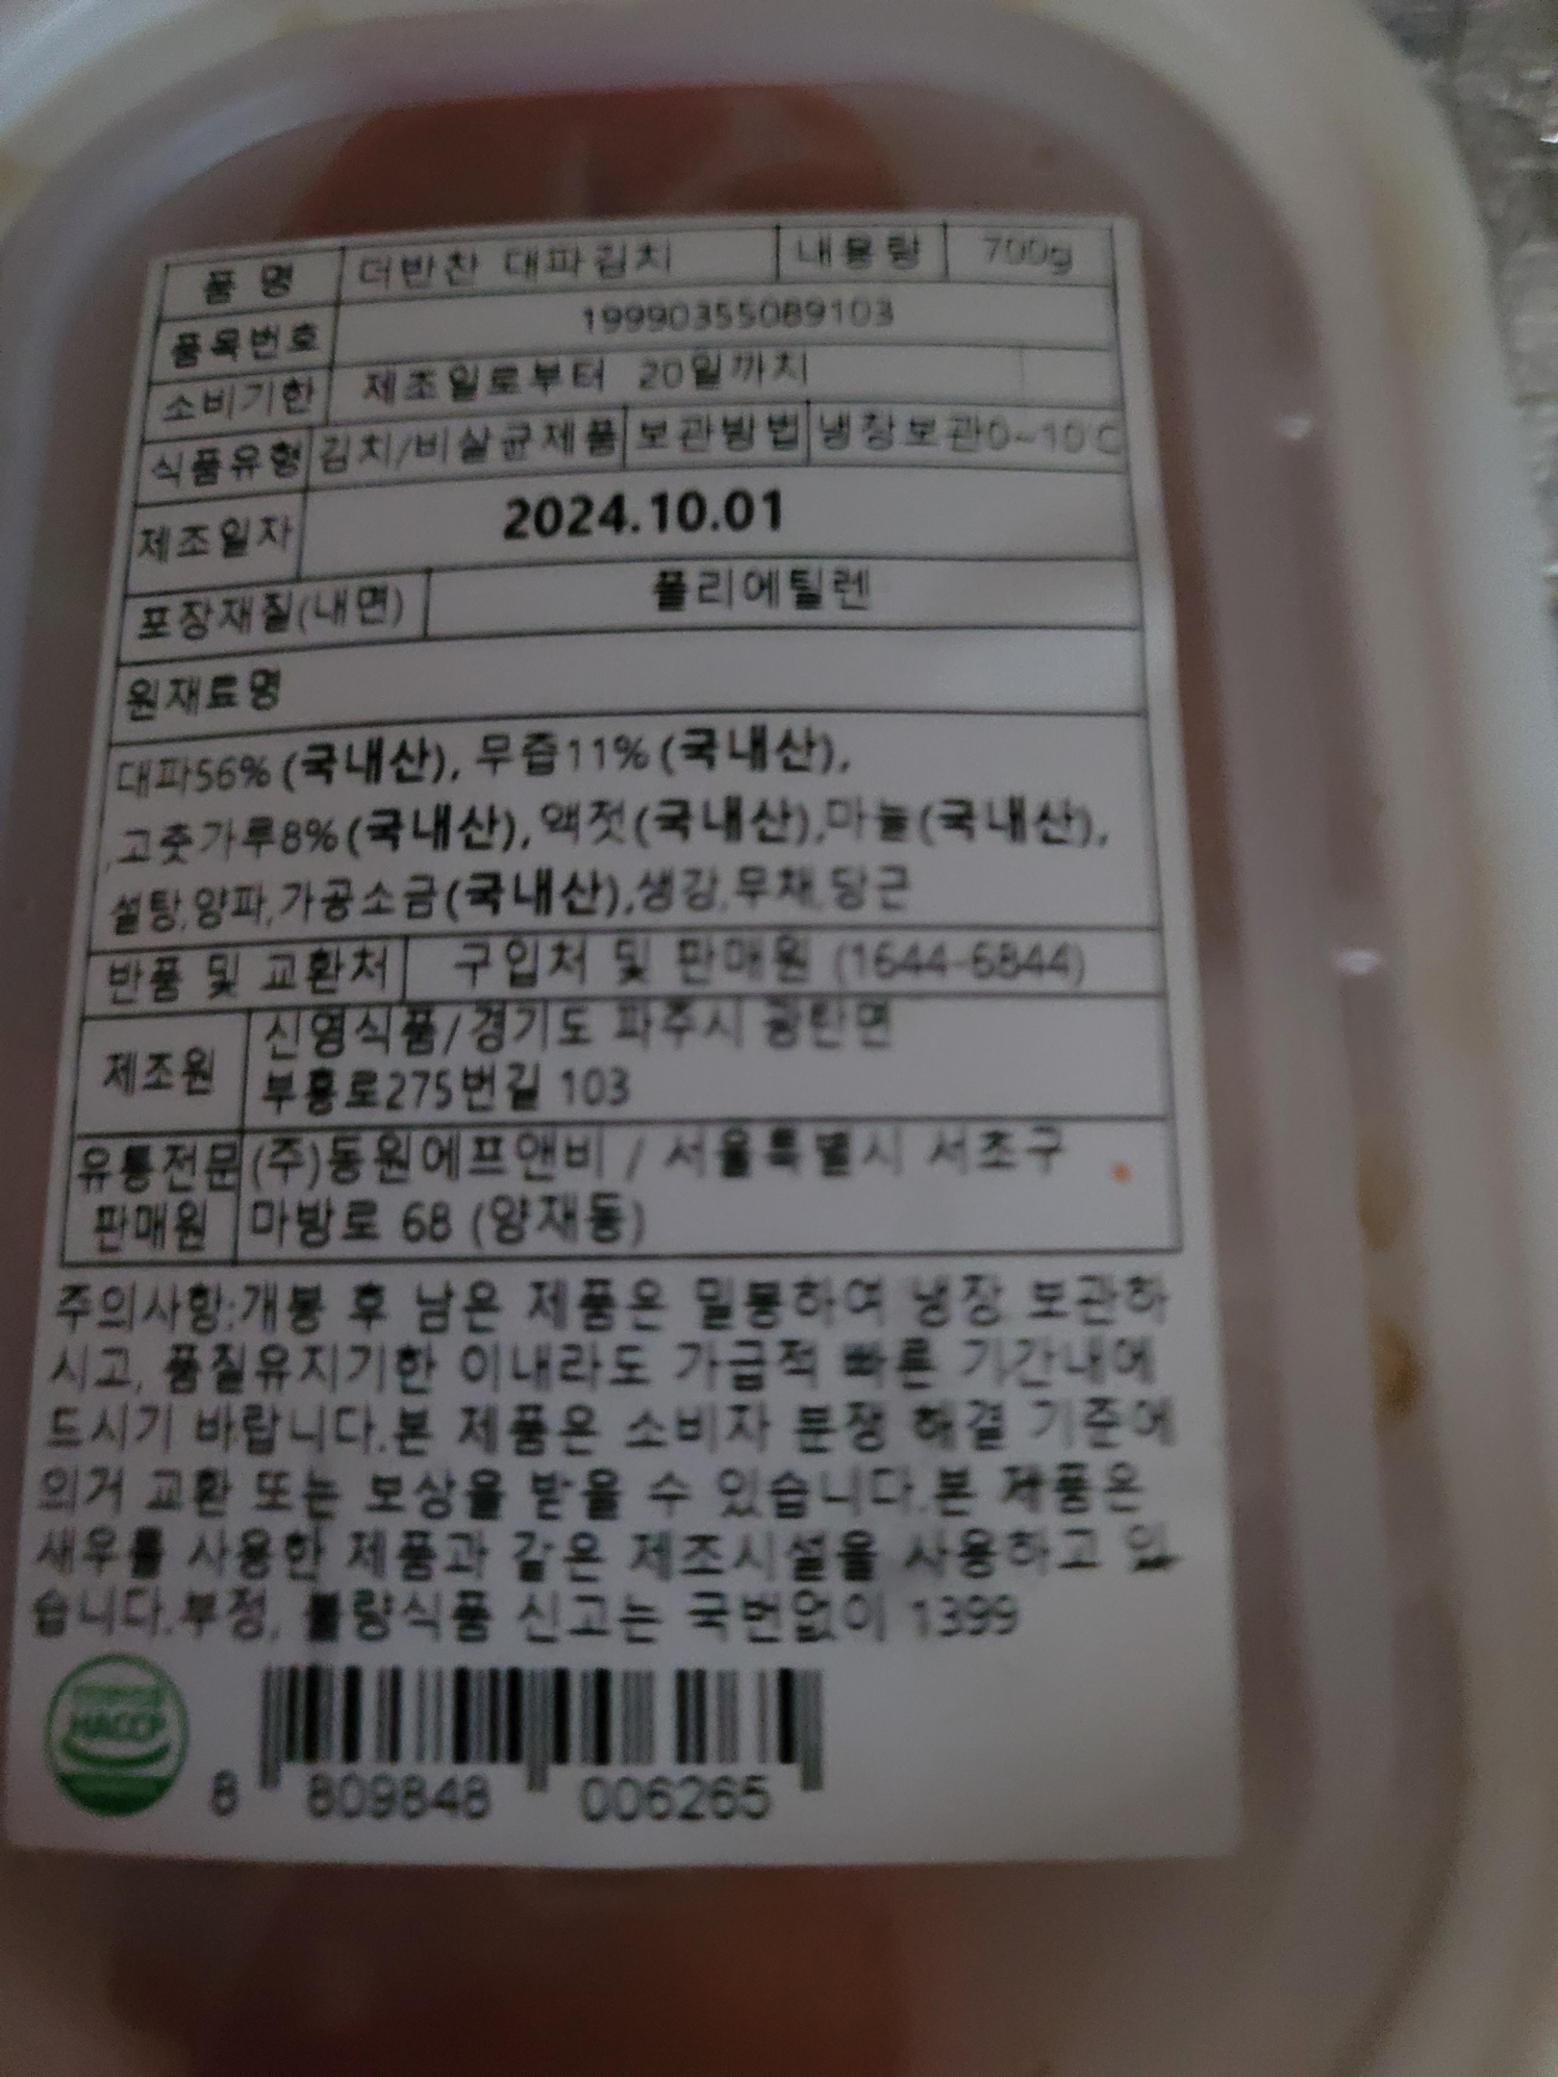 품 명 더반찬 대파김치 내용량 700g
품목번호 19990355089103
소비기한 제조일로부터 20일까지
식품유형 김치/비살균제품 보관방법 냉장보관0~10℃
제조일자 2024.10.01
포장재질(내면) 폴리에틸렌
원재료명
대파56% (국내산), 무즙11% (국내산),
고춧가루8% (국내산), 액젓(국내산),마늘(국내산),
설탕,양파,가공소금(국내산),생강,무채,당근
반품 및 교환처 구입처 및 판매원 (1644-6844)
제조원 신영식품/경기도 파주시 광탄면
부흥로275번길 103
유통전문 (주)동원에프앤비 / 서울특별시 서초구
판매원 마방로 68 (양재동)
주의사항:개봉 후 남은 제품은 밀봉하여 냉장 보관하
시고, 품질유지기한 이내라도 가급적 빠른 기간내에
드시기 바랍니다.본 제품은 소비자 분쟁 해결 기준에
의거 교환 또는 보상을 받을 수 있습니다.본 제품은
새우를 사용한 제품과 같은 제조시설을 사용하고 있
습니다.부정, 불량식품 신고는 국번없이 1399
HACCP
8 809848 006265